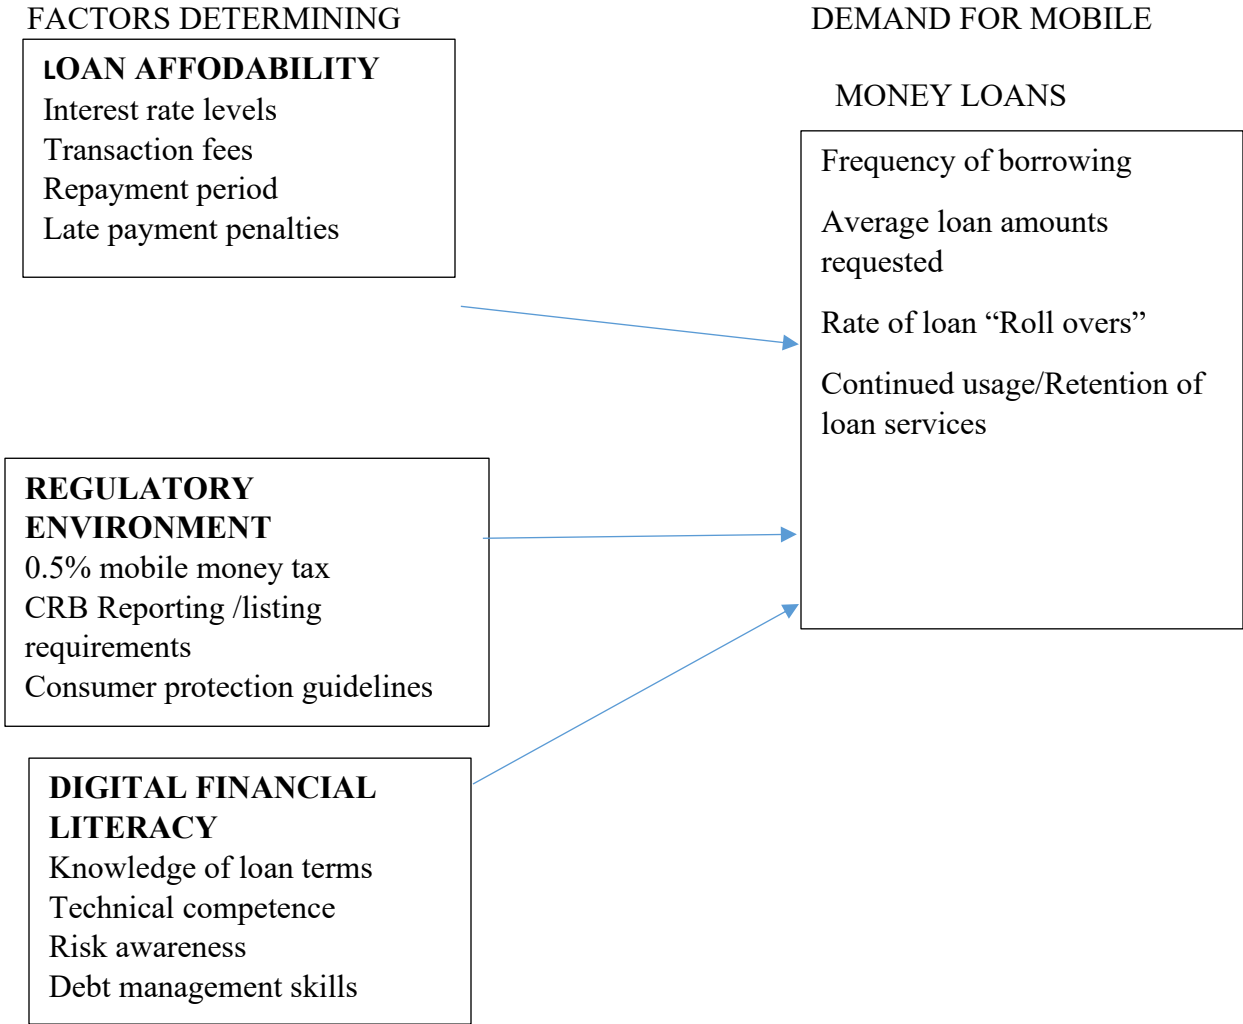 FACTORS DETERMINING
LOAN AFFODABILITY
Interest rate levels
Transaction fees
Repayment period
Late payment penalties
REGULATORY
ENVIRONMENT
0.5% mobile money tax
CRB Reporting /listing
requirements
Consumer protection guidelines
DIGITAL FINANCIAL
LITERACY
Knowledge of loan terms
Technical competence
Risk awareness
Debt management skills
DEMAND FOR MOBILE
MONEY LOANS
Frequency of borrowing
Average loan amounts
requested
Rate of loan “Roll overs”
Continued usage/Retention of
loan services